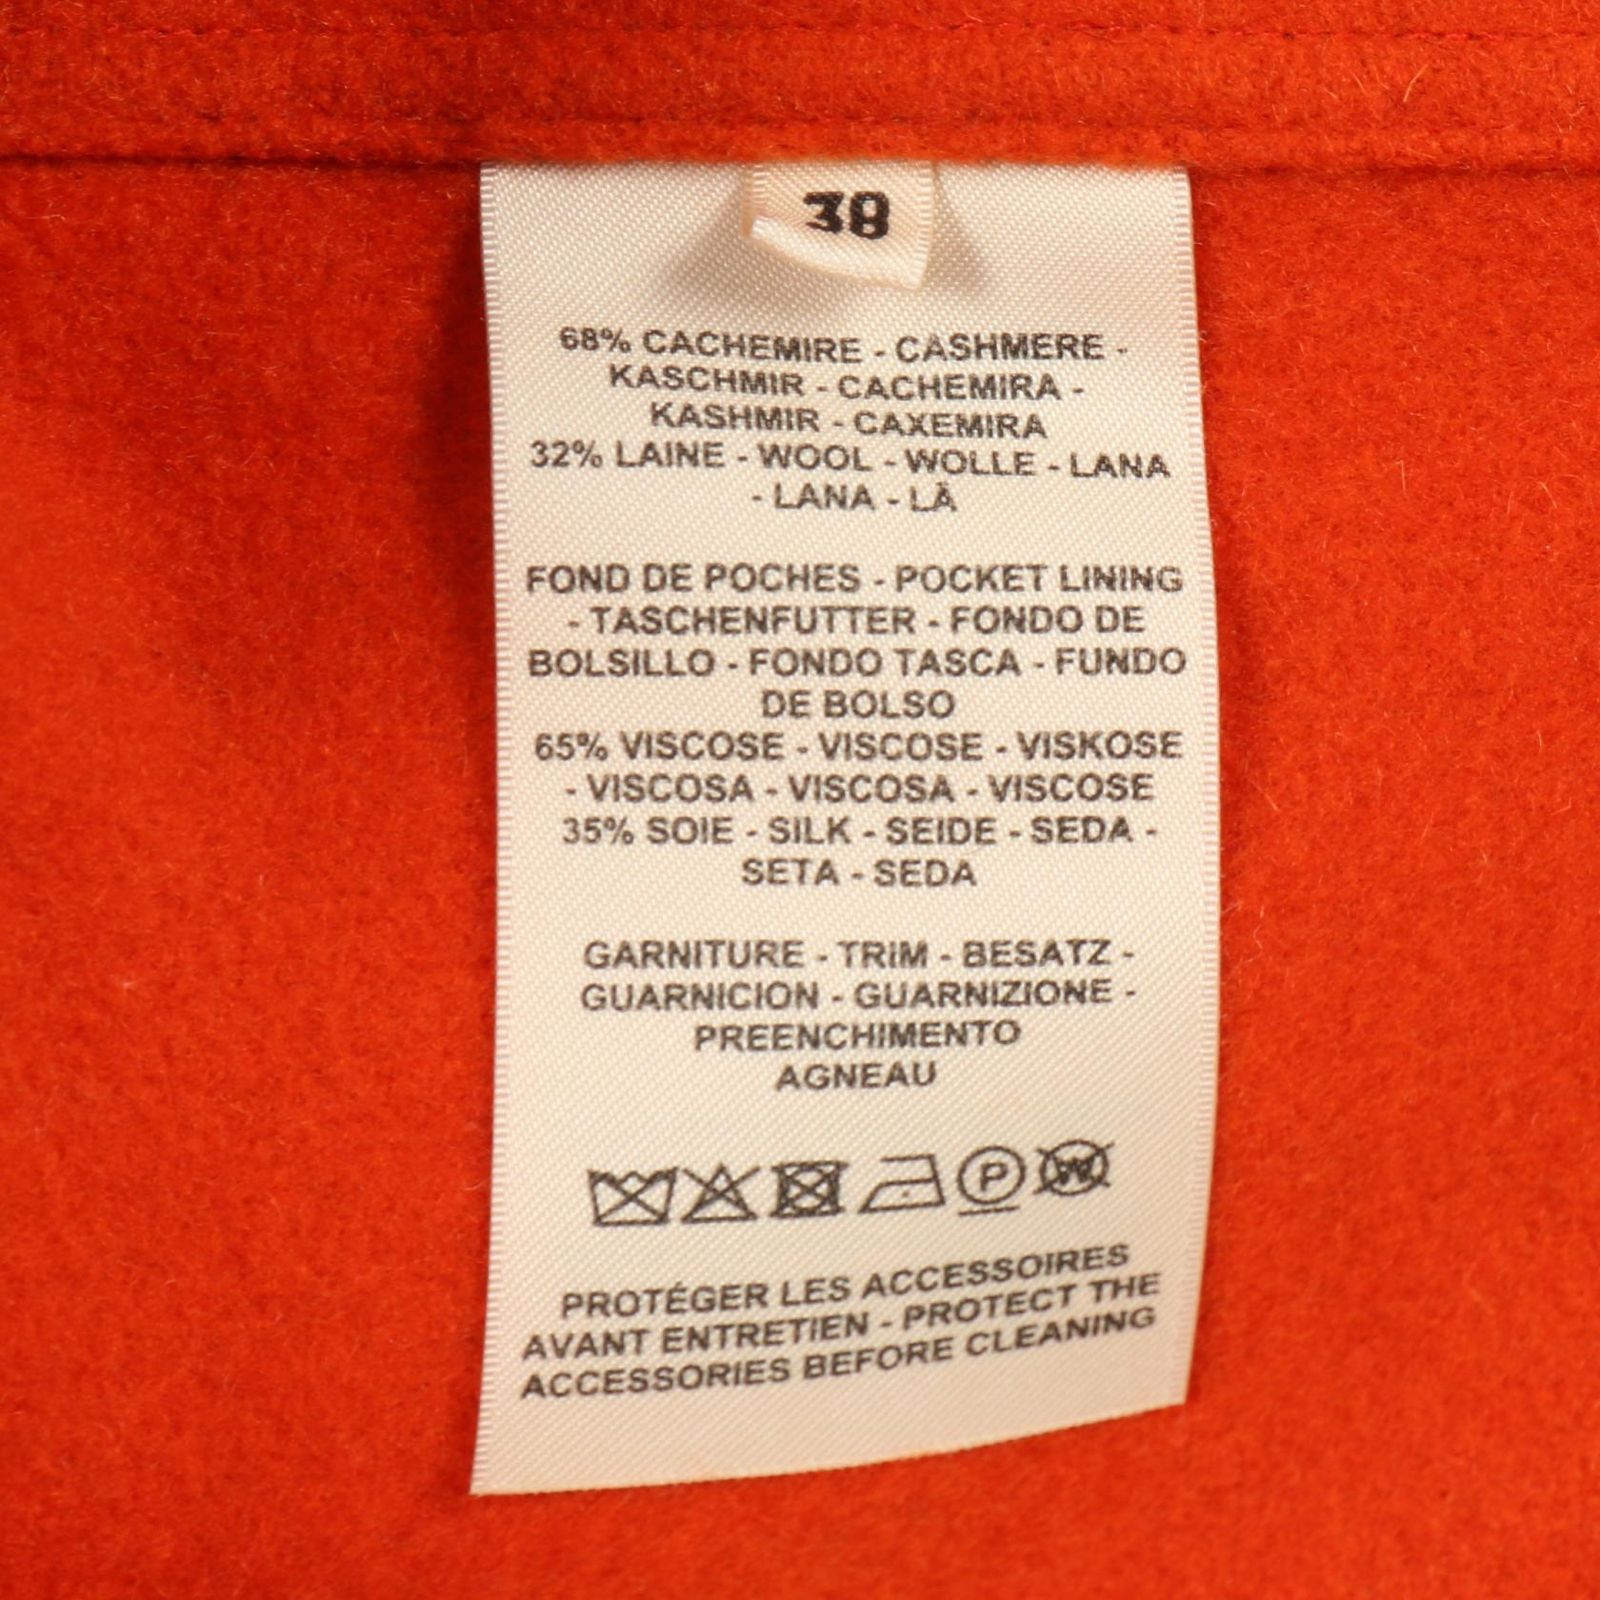 38
68% CACHEMIRE - CASHMERE -
KASCHMIR - CACHEMIRA -
KASHMIR - CAXEMIRA
32% LAINE - WOOL - WOLLE - LANA
- LANA - LÃ
FOND DE POCHES - POCKET LINING
- TASCHENFUTTER - FONDO DE
BOLSILLO - FONDO TASCA - FUNDO
DE BOLSO
65% VISCOSE - VISCOSE - VISKOSE
- VISCOSA - VISCOSA - VISCOSE
35% SOIE - SILK - SEIDE - SEDA -
SETA - SEDA
GARNITURE - TRIM - BESATZ -
GUARNICION - GUARNIZIONE -
PREENCHIMENTO
AGNEAU
P W
PROTÉGER LES ACCESSOIRES
AVANT ENTRETIEN - PROTECT THE
ACCESSORIES BEFORE CLEANING